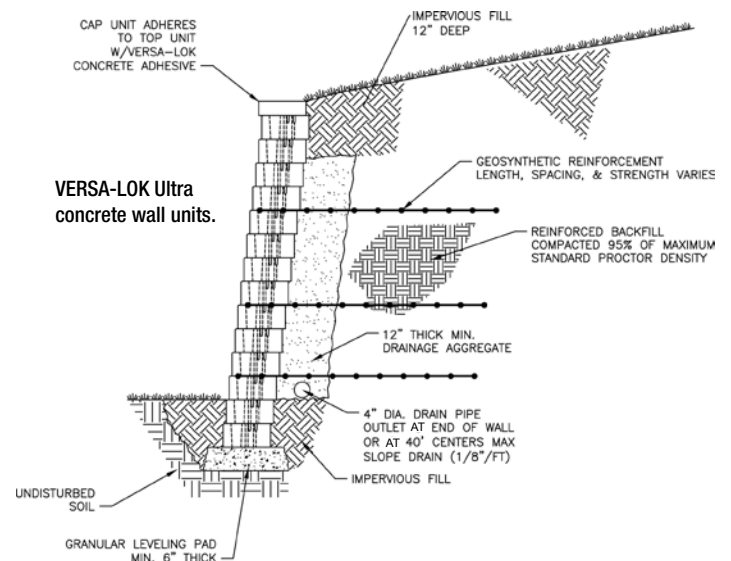 CAP UNIT ADHERES
TO TOP UNIT
W/VERSA-LOK
CONCRETE ADHESIVE
IMPERVIOUS FILL
12" DEEP
VERSA-LOK Ultra
concrete wall units.
GEOSYNTHETIC REINFORCEMENT
LENGTH, SPACING, & STRENGTH VARIES
REINFORCED BACKFILL
COMPACTED 95% OF MAXIMUM
STANDARD PROCTOR DENSITY
12" THICK MIN.
DRAINAGE AGGREGATE
4" DIA. DRAIN PIPE
OUTLET AT END OF WALL
OR AT 40' CENTERS MAX
SLOPE DRAIN (1/8"/FT)
IMPERVIOUS FILL
UNDISTURBED
SOIL
GRANULAR LEVELING PAD
MIN. 6" THICK